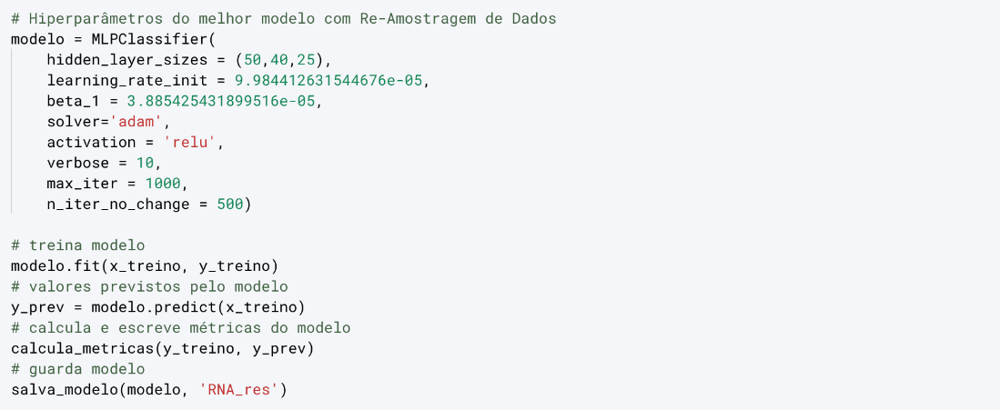 # Hiperparâmetros do melhor modelo com Re-Amostragem de Dados
modelo = MLPClassifier(
    hidden_layer_sizes = (50,40,25),
    learning_rate_init = 9.984412631544676e-05,
    beta_1 = 3.885425431899516e-05,
    solver='adam',
    activation = 'relu',
    verbose = 10,
    max_iter = 1000,
    n_iter_no_change = 500)

# treina modelo
modelo.fit(x_treino, y_treino)
# valores previstos pelo modelo
y_prev = modelo.predict(x_treino)
# calcula e escreve métricas do modelo
calcula_metricas(y_treino, y_prev)
# guarda modelo
salva_modelo(modelo, 'RNA_res')